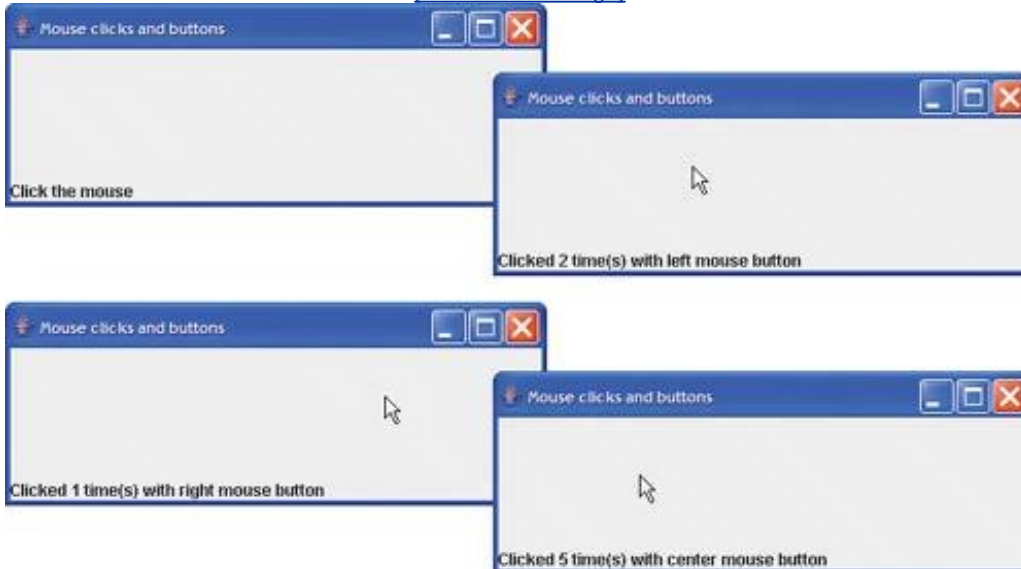 Mouse clicks and buttons
Click the mouse
Mouse clicks and buttons
Clicked 2 time(s) with left mouse button
Mouse clicks and buttons
Clicked 1 time(s) with right mouse button
Mouse clicks and buttons
Clicked 5 time(s) with center mouse button